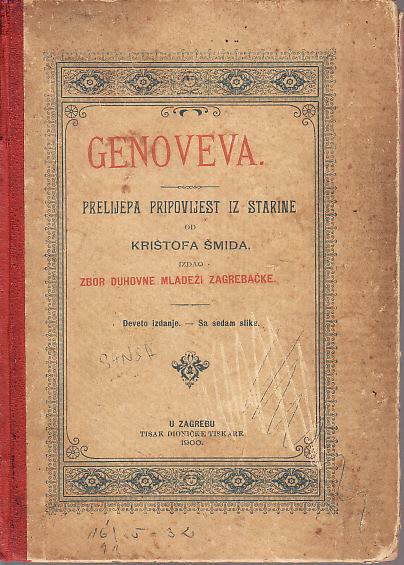 GENOVEVA.
PRELIJEPA PRIPOVIJEST IZ STARINE
OD
KRIŠTOFA ŠMIDA.
IZDAO
ZBOR DUHOVNE MLADEŽI ZAGREBAČKE.
Deveto izdanje. — Sa sedam slika.
SANJA
U ZAGREBU
TISAK DIONIČKE TISKARE.
1900.